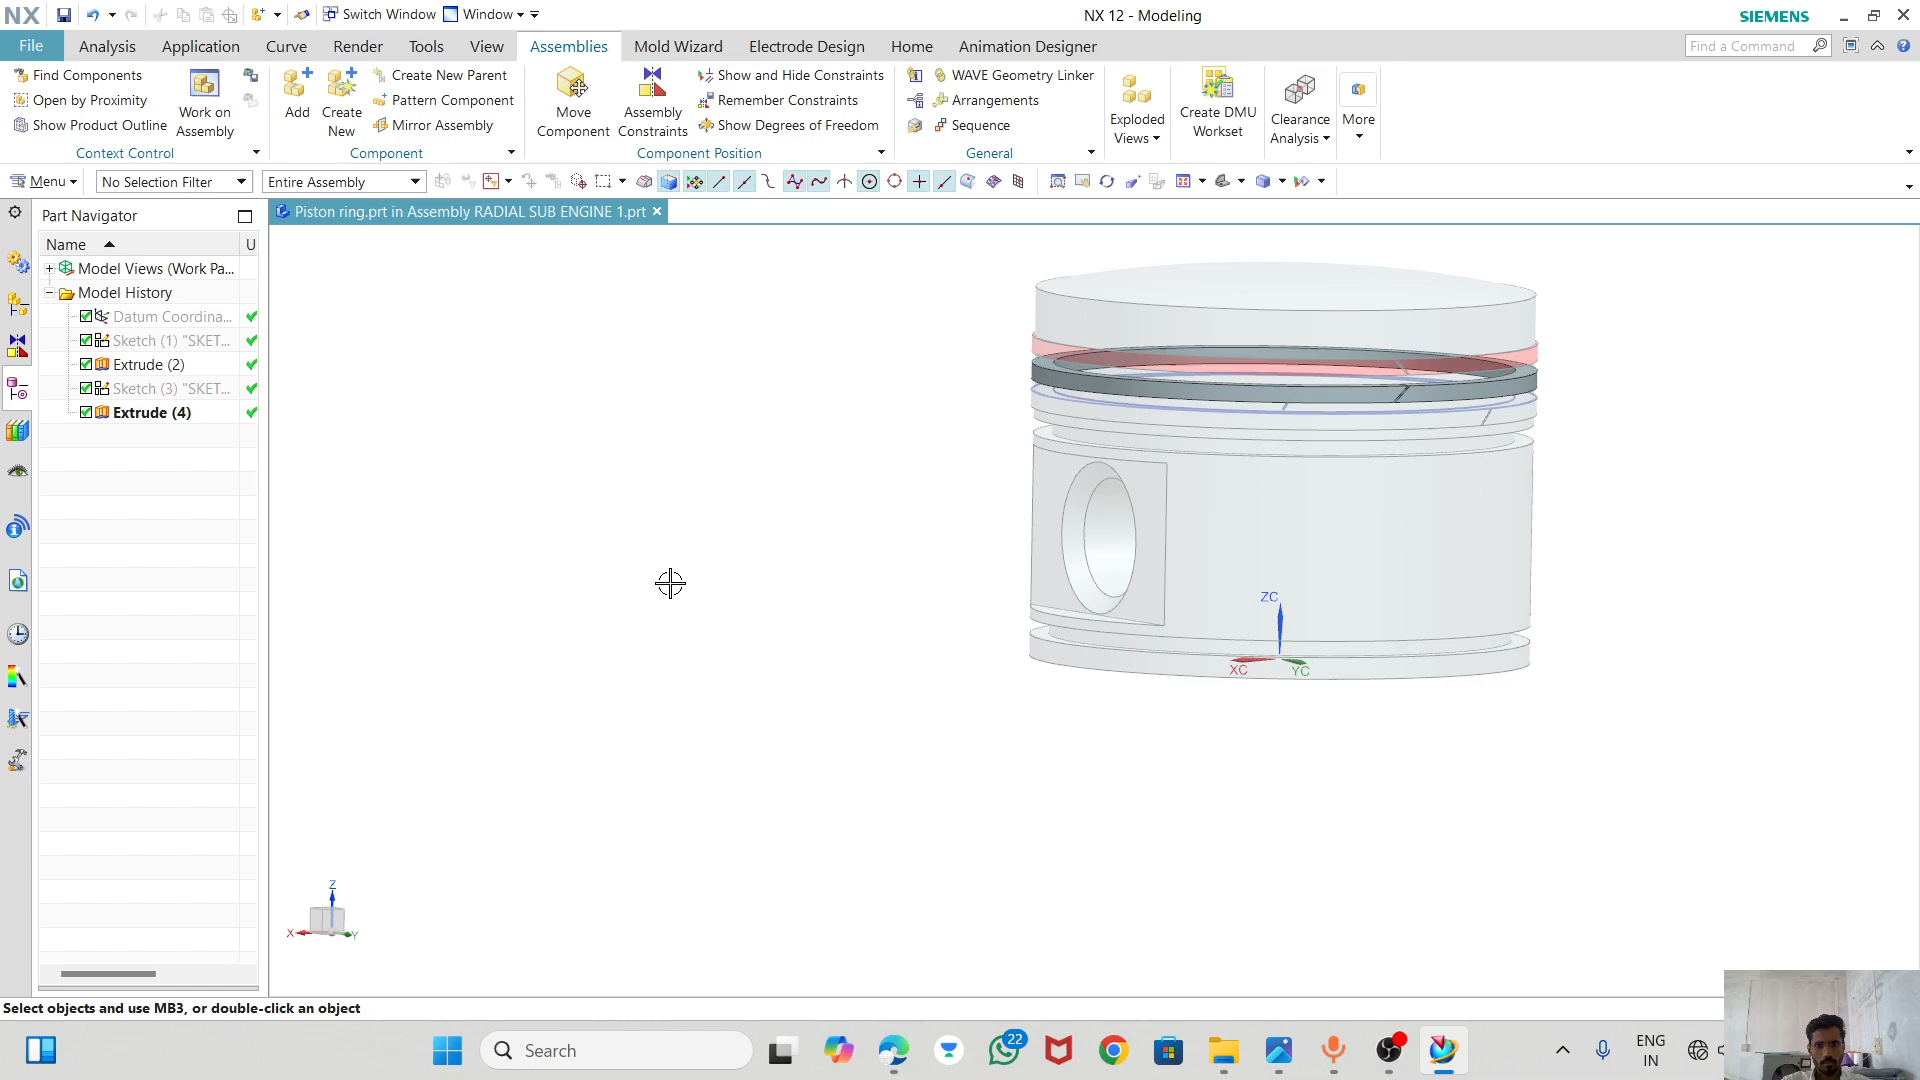 NX Switch Window Window NX 12 - Modeling SIEMENS
File Analysis Application Curve Render Tools View Assemblies Mold Wizard Electrode Design Home Animation Designer Find a Command
Find Components Create New Parent Show and Hide Constraints WAVE Geometry Linker
Open by Proximity Work on Add Create Pattern Component Move Assembly Remember Constraints Arrangements Exploded Create DMU Clearance More
Show Product Outline Assembly New Mirror Assembly Component Constraints Show Degrees of Freedom Sequence Views Workset Analysis
Context Control Component Component Position General
Menu No Selection Filter Entire Assembly
Part Navigator Piston ring.prt in Assembly RADIAL SUB ENGINE 1.prt
Name U
Model Views (Work Pa...
Model History
Datum Coordina...
Sketch (1) "SKET...
Extrude (2)
Sketch (3) "SKET...
Extrude (4)
ZC
XC YC
Z
X Y
Select objects and use MB3, or double-click an object
Search 22 ENG
IN